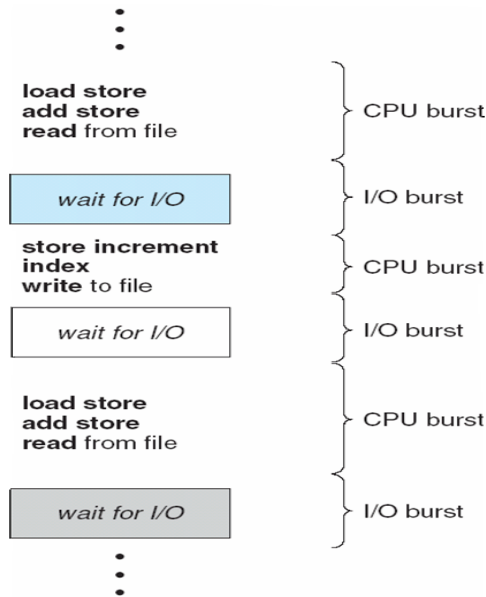 load store
add store
read from file
CPU burst
wait for I/O
I/O burst
store increment
index
write to file
CPU burst
wait for I/O
I/O burst
load store
add store
read from file
CPU burst
wait for I/O
I/O burst